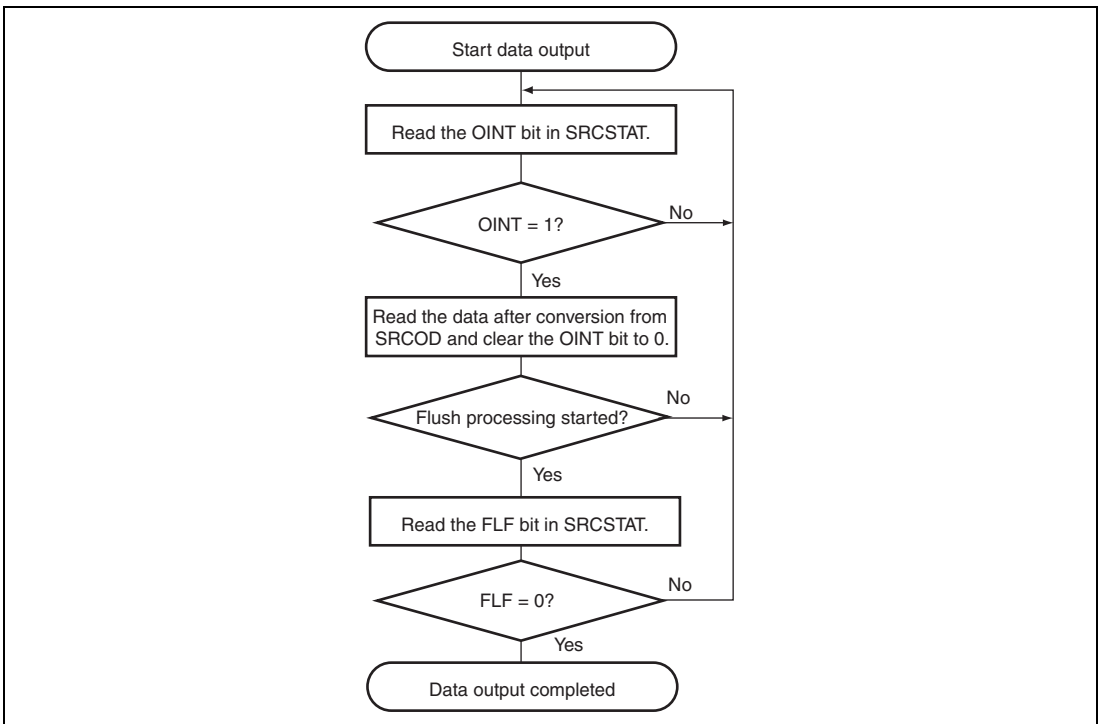 Start data output
Read the OINT bit in SRCSTAT.
OINT = 1?
No
Yes
Read the data after conversion from
SRCOD and clear the OINT bit to 0.
Flush processing started?
No
Yes
Read the FLF bit in SRCSTAT.
FLF = 0?
No
Yes
Data output completed